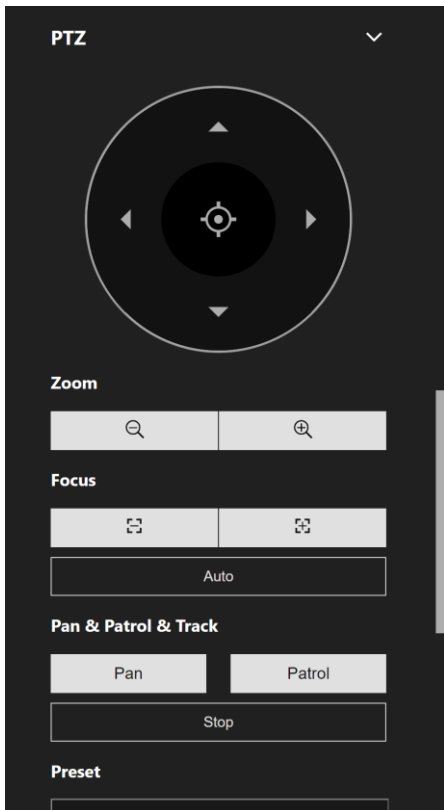 PTZ
Zoom
Focus
Auto
Pan & Patrol & Track
Pan Patrol
Stop
Preset